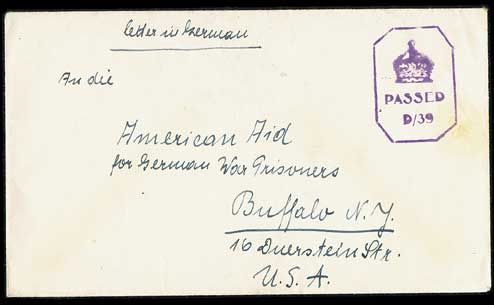 letter in German
PASSED
D/39
An die
American Aid
for German War Prisoners
Buffalo N.Y.
16 Duerstein Str.
U.S.A.